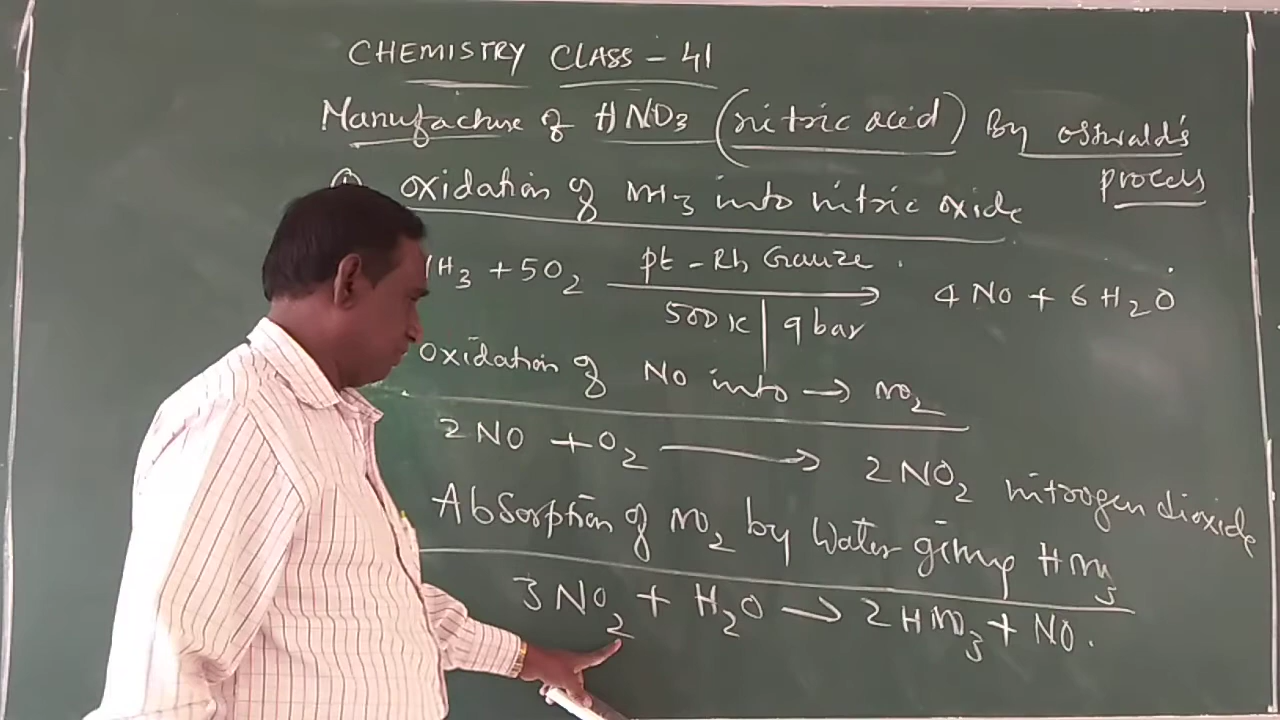 CHEMISTRY CLASS - 41
Manufacture of HNO3 (nitric acid) By Ostwald's
process
oxidation of NH3 into nitric oxide
H3 + 5O2 pt - Rh Gauze 4 NO + 6 H2O
500 K | 9 bar
Oxidation of NO into → NO2
2 NO + O2 → 2 NO2 nitrogen dioxide
Absorption of NO2 by Water giving HNO3
3 NO2 + H2O → 2 HNO3 + NO.